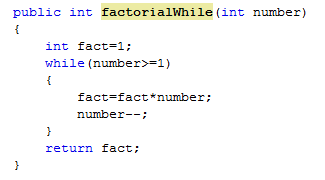 public int factorialWhile(int number)
{
    int fact=1;
    while(number>=1)
    {
        fact=fact*number;
        number--;
    }
    return fact;
}